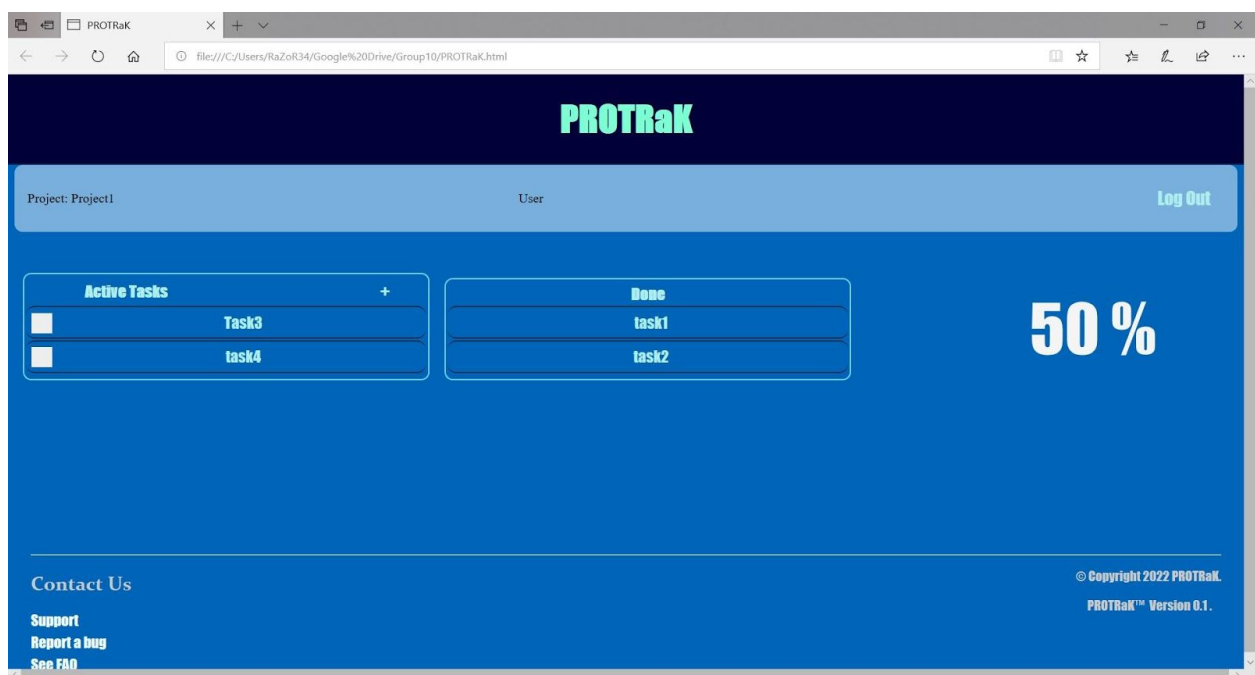 PROTRaK
file:///C:/Users/RaZoR34/Google%20Drive/Group10/PROTRaK.html
PROTRaK
Project: Project1 User Log Out
Active Tasks +
Task3
task4
Done
task1
task2
50 %
Contact Us
Support
Report a bug
See FAQ
© Copyright 2022 PROTRaK.
PROTRaK™ Version 0.1.